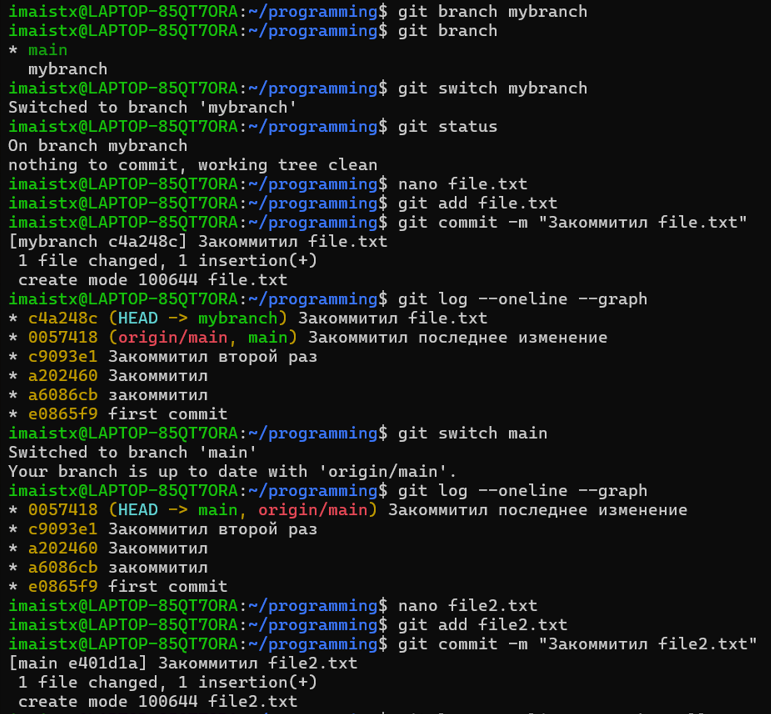 imaistx@LAPTOP-85QT7ORA:~/programming$ git branch mybranch
imaistx@LAPTOP-85QT7ORA:~/programming$ git branch
* main
  mybranch
imaistx@LAPTOP-85QT7ORA:~/programming$ git switch mybranch
Switched to branch 'mybranch'
imaistx@LAPTOP-85QT7ORA:~/programming$ git status
On branch mybranch
nothing to commit, working tree clean
imaistx@LAPTOP-85QT7ORA:~/programming$ nano file.txt
imaistx@LAPTOP-85QT7ORA:~/programming$ git add file.txt
imaistx@LAPTOP-85QT7ORA:~/programming$ git commit -m "Закоммитил file.txt"
[mybranch c4a248c] Закоммитил file.txt
 1 file changed, 1 insertion(+)
 create mode 100644 file.txt
imaistx@LAPTOP-85QT7ORA:~/programming$ git log --oneline --graph
* c4a248c (HEAD -> mybranch) Закоммитил file.txt
* 0057418 (origin/main, main) Закоммитил последнее изменение
* c9093e1 Закоммитил второй раз
* a202460 Закоммитил
* a6086cb закоммитил
* e0865f9 first commit
imaistx@LAPTOP-85QT7ORA:~/programming$ git switch main
Switched to branch 'main'
Your branch is up to date with 'origin/main'.
imaistx@LAPTOP-85QT7ORA:~/programming$ git log --oneline --graph
* 0057418 (HEAD -> main, origin/main) Закоммитил последнее изменение
* c9093e1 Закоммитил второй раз
* a202460 Закоммитил
* a6086cb закоммитил
* e0865f9 first commit
imaistx@LAPTOP-85QT7ORA:~/programming$ nano file2.txt
imaistx@LAPTOP-85QT7ORA:~/programming$ git add file2.txt
imaistx@LAPTOP-85QT7ORA:~/programming$ git commit -m "Закоммитил file2.txt"
[main e401d1a] Закоммитил file2.txt
 1 file changed, 1 insertion(+)
 create mode 100644 file2.txt